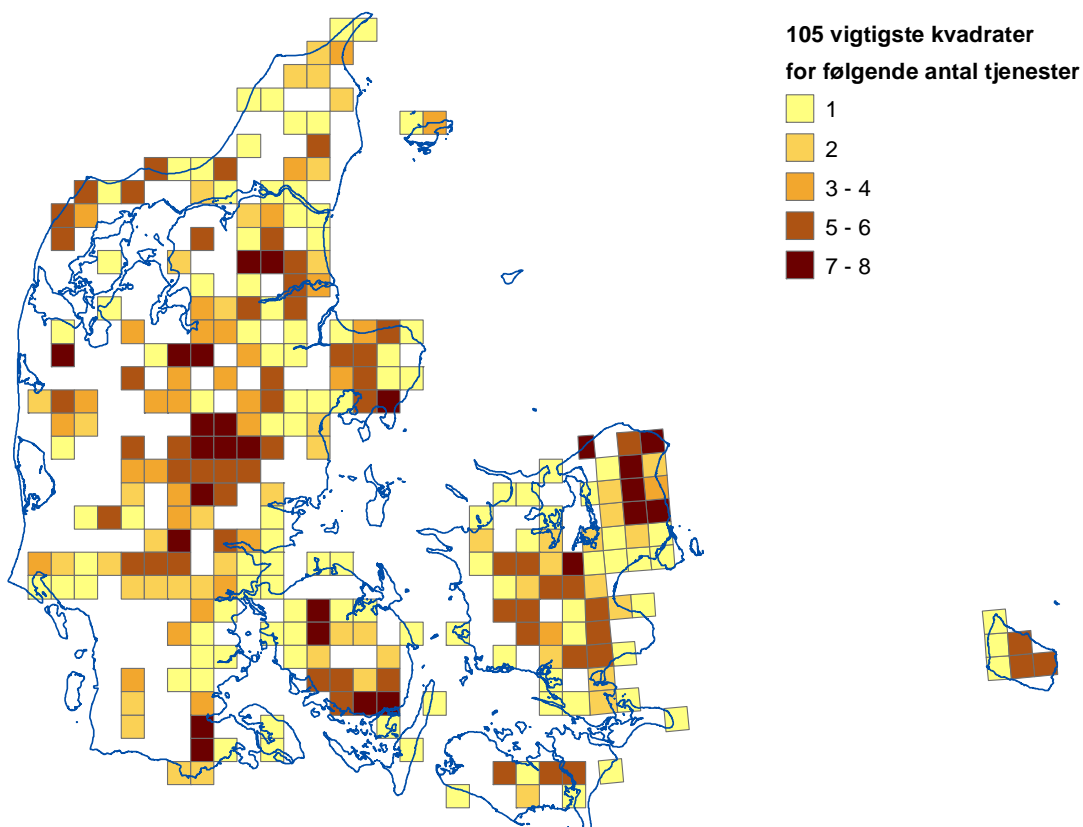 105 vigtigste kvadrater
for følgende antal tjenester
1
2
3 - 4
5 - 6
7 - 8